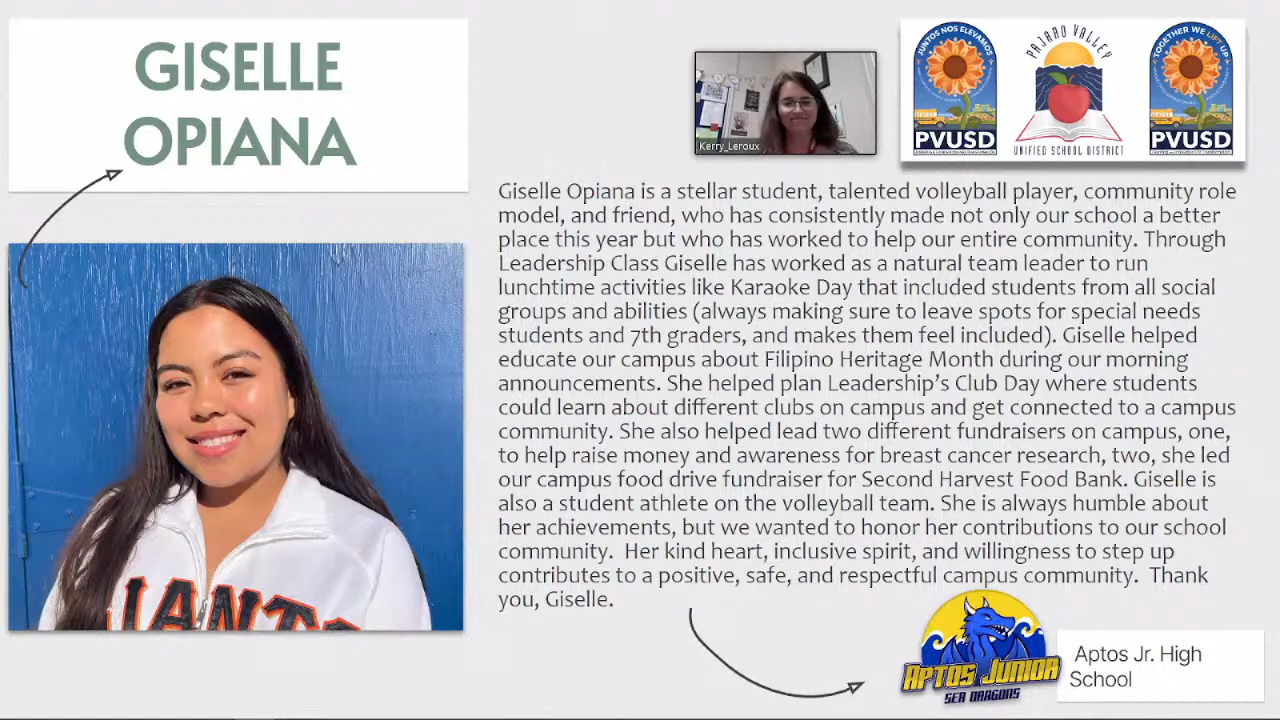 GISELLE
OPIANA
Kerry_Leroux
JUNTOS NOS ELEVAMOS
PVUSD
PAJARO VALLEY
UNIFIED SCHOOL DISTRICT
TOGETHER WE LIFT UP
PVUSD
Giselle Opiana is a stellar student, talented volleyball player, community role
model, and friend, who has consistently made not only our school a better
place this year but who has worked to help our entire community. Through
Leadership Class Giselle has worked as a natural team leader to run
lunchtime activities like Karaoke Day that included students from all social
groups and abilities (always making sure to leave spots for special needs
students and 7th graders, and makes them feel included). Giselle helped
educate our campus about Filipino Heritage Month during our morning
announcements. She helped plan Leadership’s Club Day where students
could learn about different clubs on campus and get connected to a campus
community. She also helped lead two different fundraisers on campus, one,
to help raise money and awareness for breast cancer research, two, she led
our campus food drive fundraiser for Second Harvest Food Bank. Giselle is
also a student athlete on the volleyball team. She is always humble about
her achievements, but we wanted to honor her contributions to our school
community.  Her kind heart, inclusive spirit, and willingness to step up
contributes to a positive, safe, and respectful campus community.  Thank
you, Giselle.
IANTS
APTOS JUNIOR
SEA DRAGONS
Aptos Jr. High
School